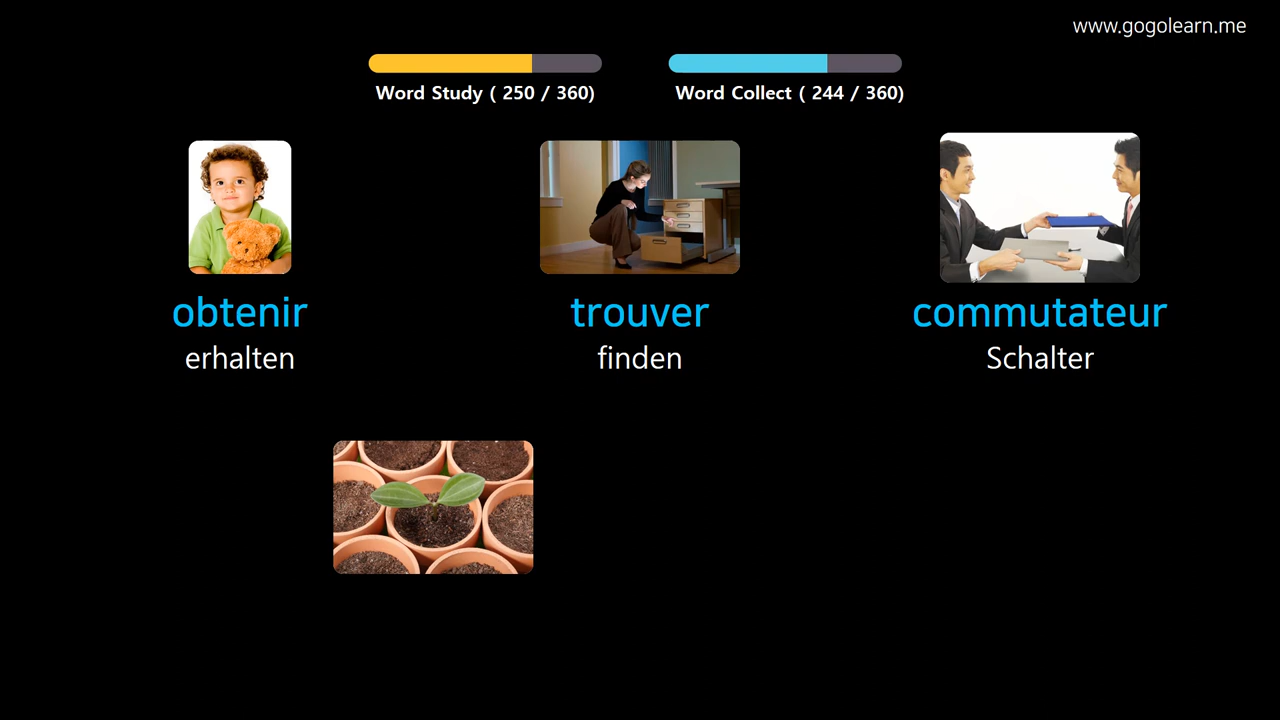 www.gogolearn.me
Word Study ( 250 / 360)
Word Collect ( 244 / 360)
obtenir
erhalten
trouver
finden
commutateur
Schalter